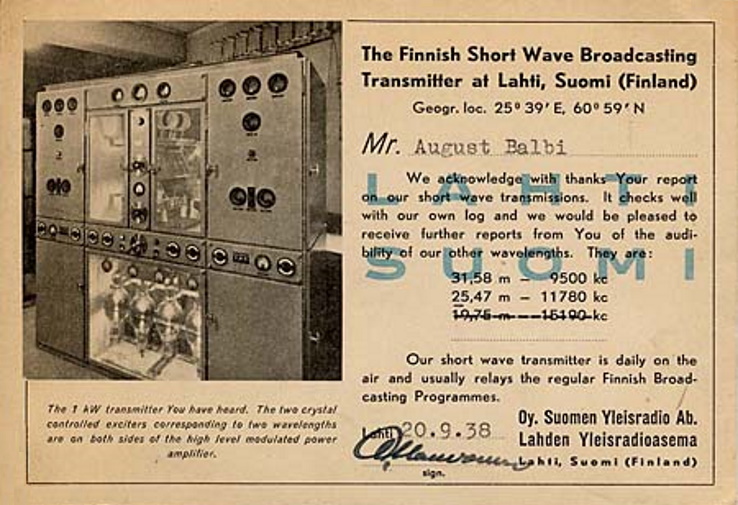 The Finnish Short Wave Broadcasting
Transmitter at Lahti, Suomi (Finland)
Geogr. loc. 25° 39′ E, 60° 59′ N
Mr. August Balbi
LAHTI
SUOMI
We acknowledge with thanks Your report
on our short wave transmissions. It checks well
with our own log and we would be pleased to
receive further reports from You of the audi-
bility of our other wavelengths. They are:
31,58 m – 9500 kc
25,47 m – 11780 kc
19,75 m – 15190 kc
Our short wave transmitter is daily on the
air and usually relays the regular Finnish Broad-
casting Programmes.
Lahti 20.9.38
Oy. Suomen Yleisradio Ab.
Lahden Yleisradioasema
Lahti, Suomi (Finland)
sign.
The 1 kW transmitter You have heard. The two crystal
controlled exciters corresponding to two wavelengths
are on both sides of the high level modulated power
amplifier.